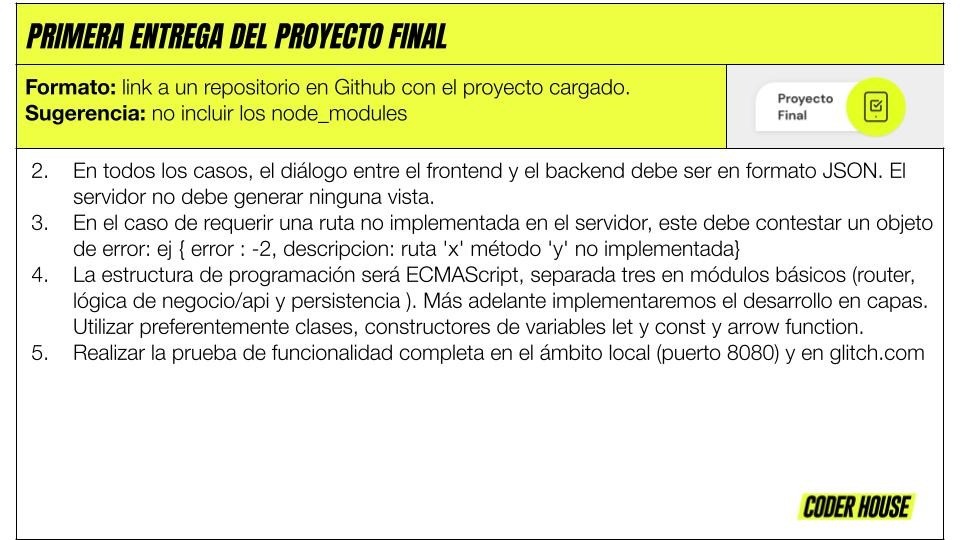 PRIMERA ENTREGA DEL PROYECTO FINAL
Formato: link a un repositorio en Github con el proyecto cargado.
Sugerencia: no incluir los node_modules
Proyecto
Final
2. En todos los casos, el diálogo entre el frontend y el backend debe ser en formato JSON. El
servidor no debe generar ninguna vista.
3. En el caso de requerir una ruta no implementada en el servidor, este debe contestar un objeto
de error: ej { error : -2, descripcion: ruta 'x' método 'y' no implementada}
4. La estructura de programación será ECMAScript, separada tres en módulos básicos (router,
lógica de negocio/api y persistencia ). Más adelante implementaremos el desarrollo en capas.
Utilizar preferentemente clases, constructores de variables let y const y arrow function.
5. Realizar la prueba de funcionalidad completa en el ámbito local (puerto 8080) y en glitch.com
CODER HOUSE